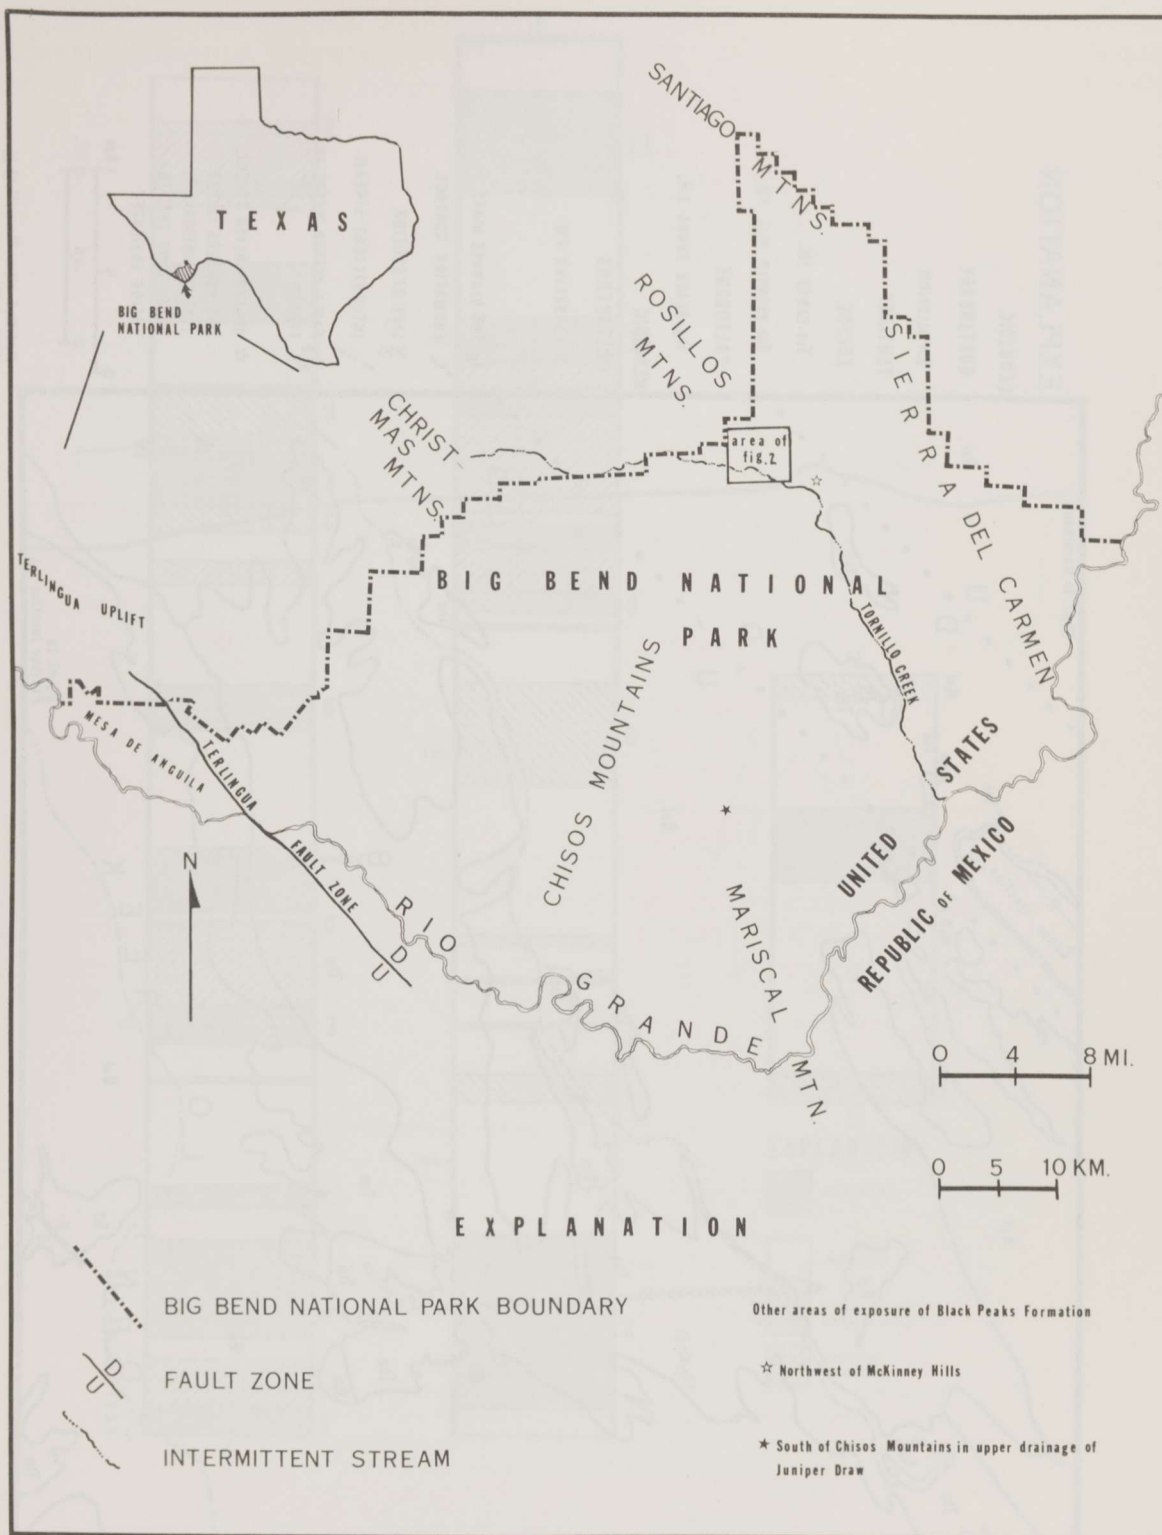 TEXAS
BIG BEND
NATIONAL PARK
SANTIAGO
MTNS.
ROSILLOS
MTNS.
CHRIST-
MAS
MTNS.
SIERRA DEL CARMEN
area of
fig. 2
TERLINGUA UPLIFT
BIG BEND NATIONAL
PARK
TORNILLO CREEK
MESA DE ANGUILA
TERLINGUA
FAULT ZONE
D
U
CHISOS MOUNTAINS
UNITED STATES
REPUBLIC OF MEXICO
N
RIO GRANDE
MARISCAL MTN.
0 4 8 MI.
0 5 10 KM.
EXPLANATION
BIG BEND NATIONAL PARK BOUNDARY
D
U
FAULT ZONE
INTERMITTENT STREAM
Other areas of exposure of Black Peaks Formation
☆ Northwest of McKinney Hills
★ South of Chisos Mountains in upper drainage of
Juniper Draw
EXPLANATION